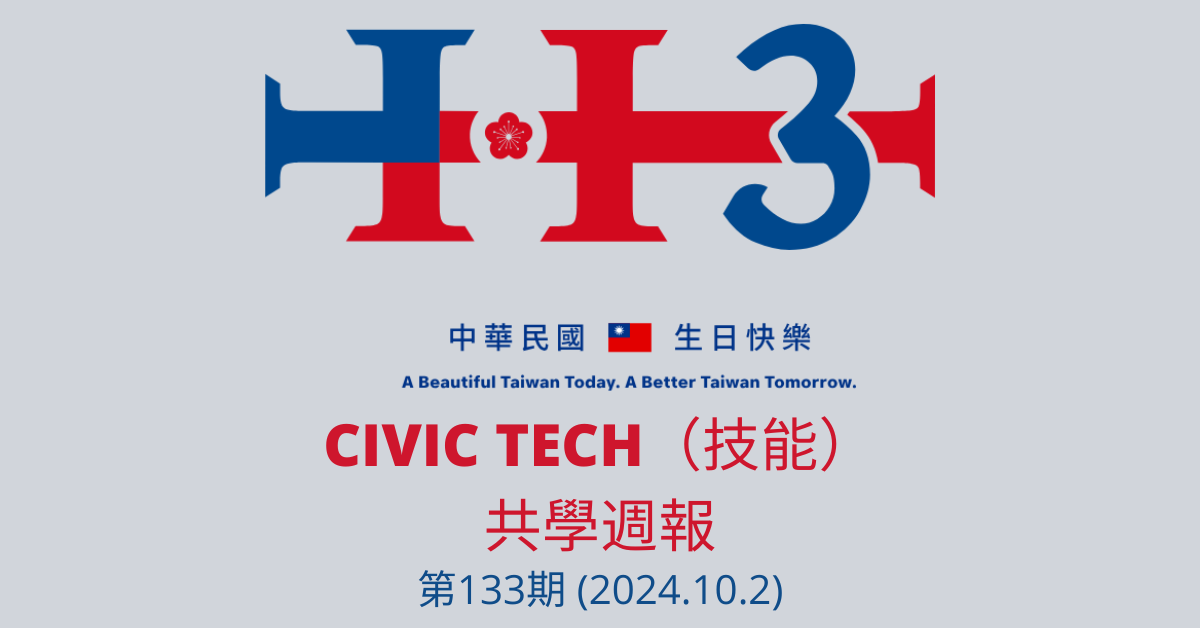 113
中華民國 生日快樂
A Beautiful Taiwan Today. A Better Taiwan Tomorrow.
CIVIC TECH（技能）
共學週報
第133期 (2024.10.2)